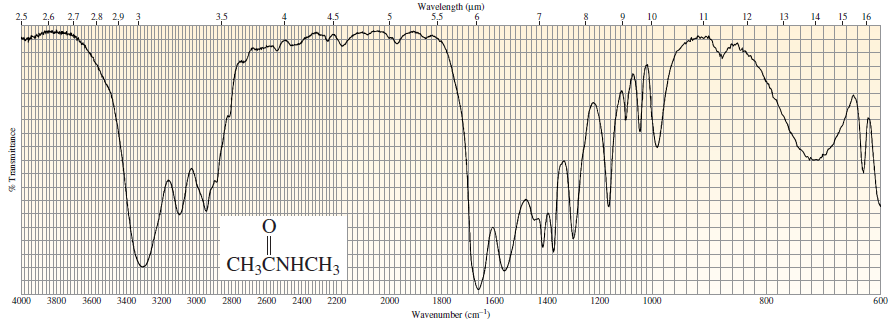 Wavelength (µm)
2.5 2.6 2.7 2.8 2.9 3 3.5 4 4.5 5 5.5 6 7 8 9 10 11 12 13 14 15 16
% Transmittance
O
CH₃CNHCH₃
4000 3800 3600 3400 3200 3000 2800 2600 2400 2200 2000 1800 1600 1400 1200 1000 800 600
Wavenumber (cm⁻¹)